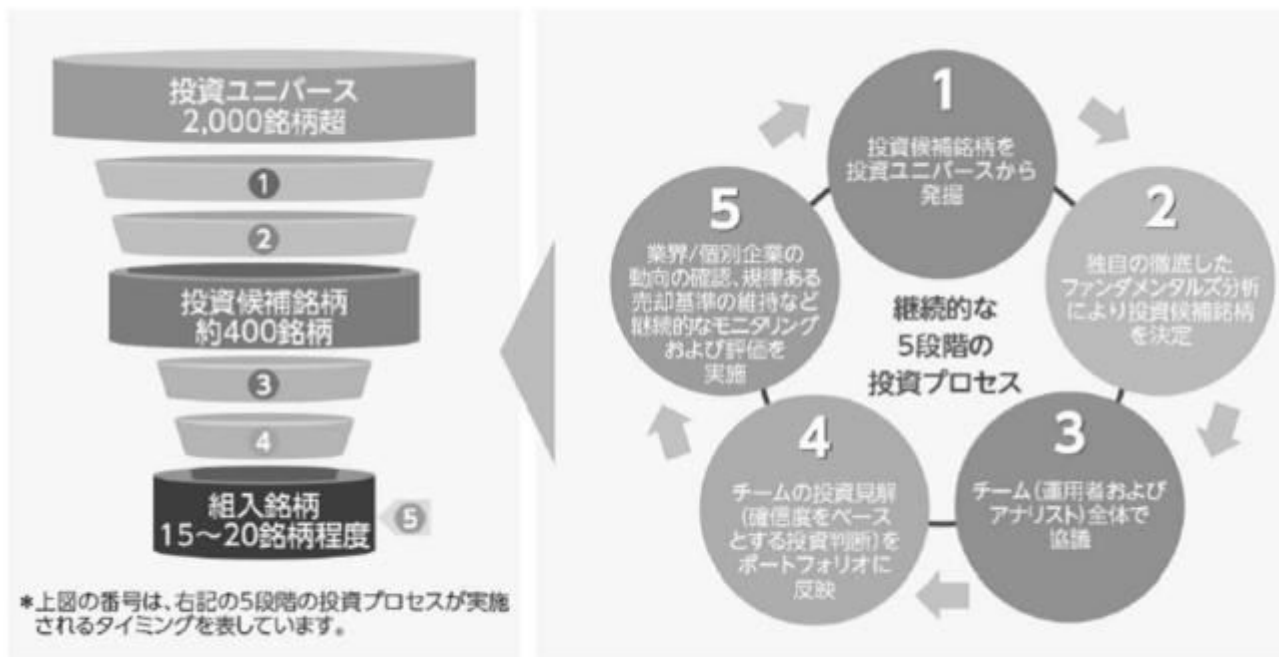 投資ユニバース
2,000銘柄超
1
2
投資候補銘柄
約400銘柄
3
4
組入銘柄
15～20銘柄程度
5
*上図の番号は、右記の5段階の投資プロセスが実施
されるタイミングを表しています。
1
投資候補銘柄を
投資ユニバースから
発掘
2
独自の徹底した
ファンダメンタルズ分析
により投資候補銘柄
を決定
3
チーム(運用者および
アナリスト)全体で
協議
4
チームの投資見解
(確信度をベース
とする投資判断)を
ポートフォリオに
反映
5
業界/個別企業の
動向の確認、規律ある
売却基準の維持など
継続的なモニタリング
および評価を
実施
継続的な
5段階の
投資プロセス